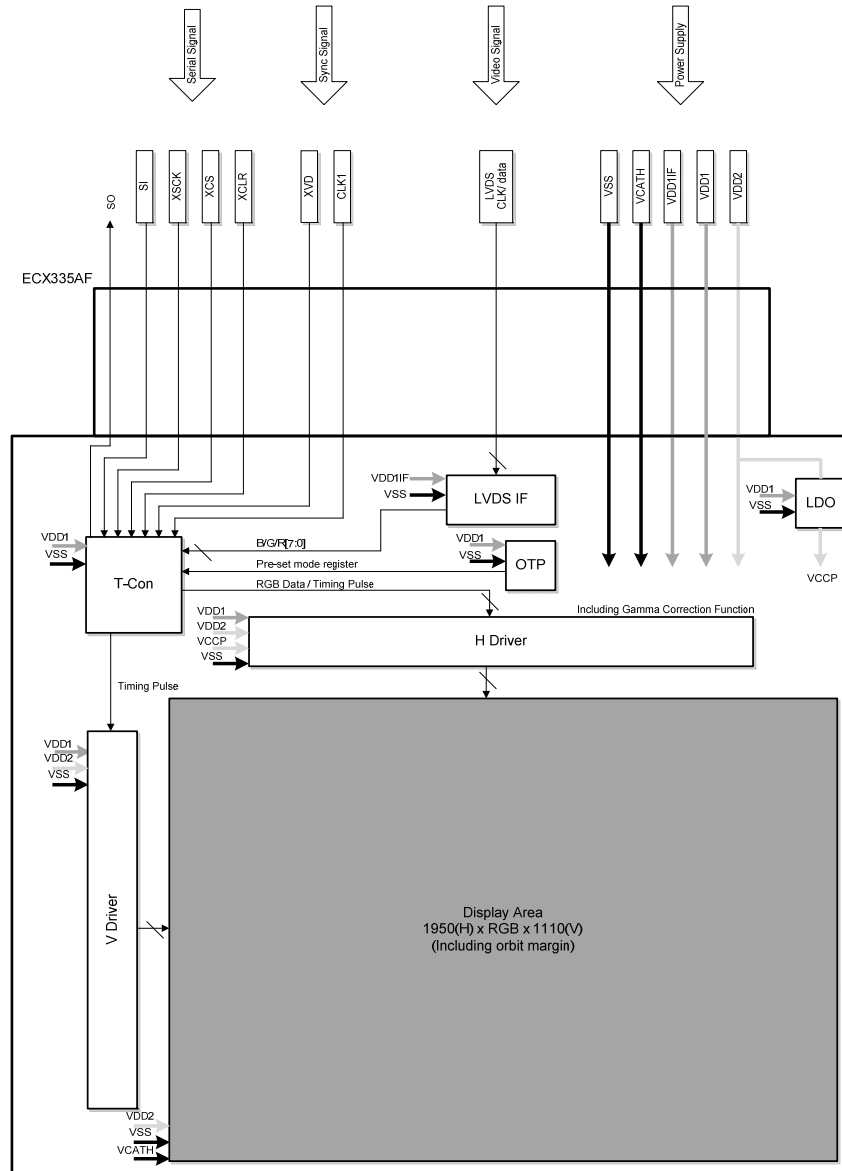 Serial Signal
Sync Signal
Video Signal
Power Supply
SO
SI
XSCK
XCS
XCLR
XVD
CLK1
LVDS
CLK/ data
VSS
VCATH
VDD1IF
VDD1
VDD2
ECX335AF
VDD1IF
VSS
LVDS IF
VDD1
VSS
LDO
VCCP
VDD1
VSS
T-Con
B/G/R[7:0]
VDD1
VSS
OTP
Pre-set mode register
RGB Data / Timing Pulse
Including Gamma Correction Function
VDD1
VDD2
VCCP
VSS
H Driver
Timing Pulse
VDD1
VDD2
VSS
V Driver
Display Area
1950(H) x RGB x 1110(V)
(Including orbit margin)
VDD2
VSS
VCATH